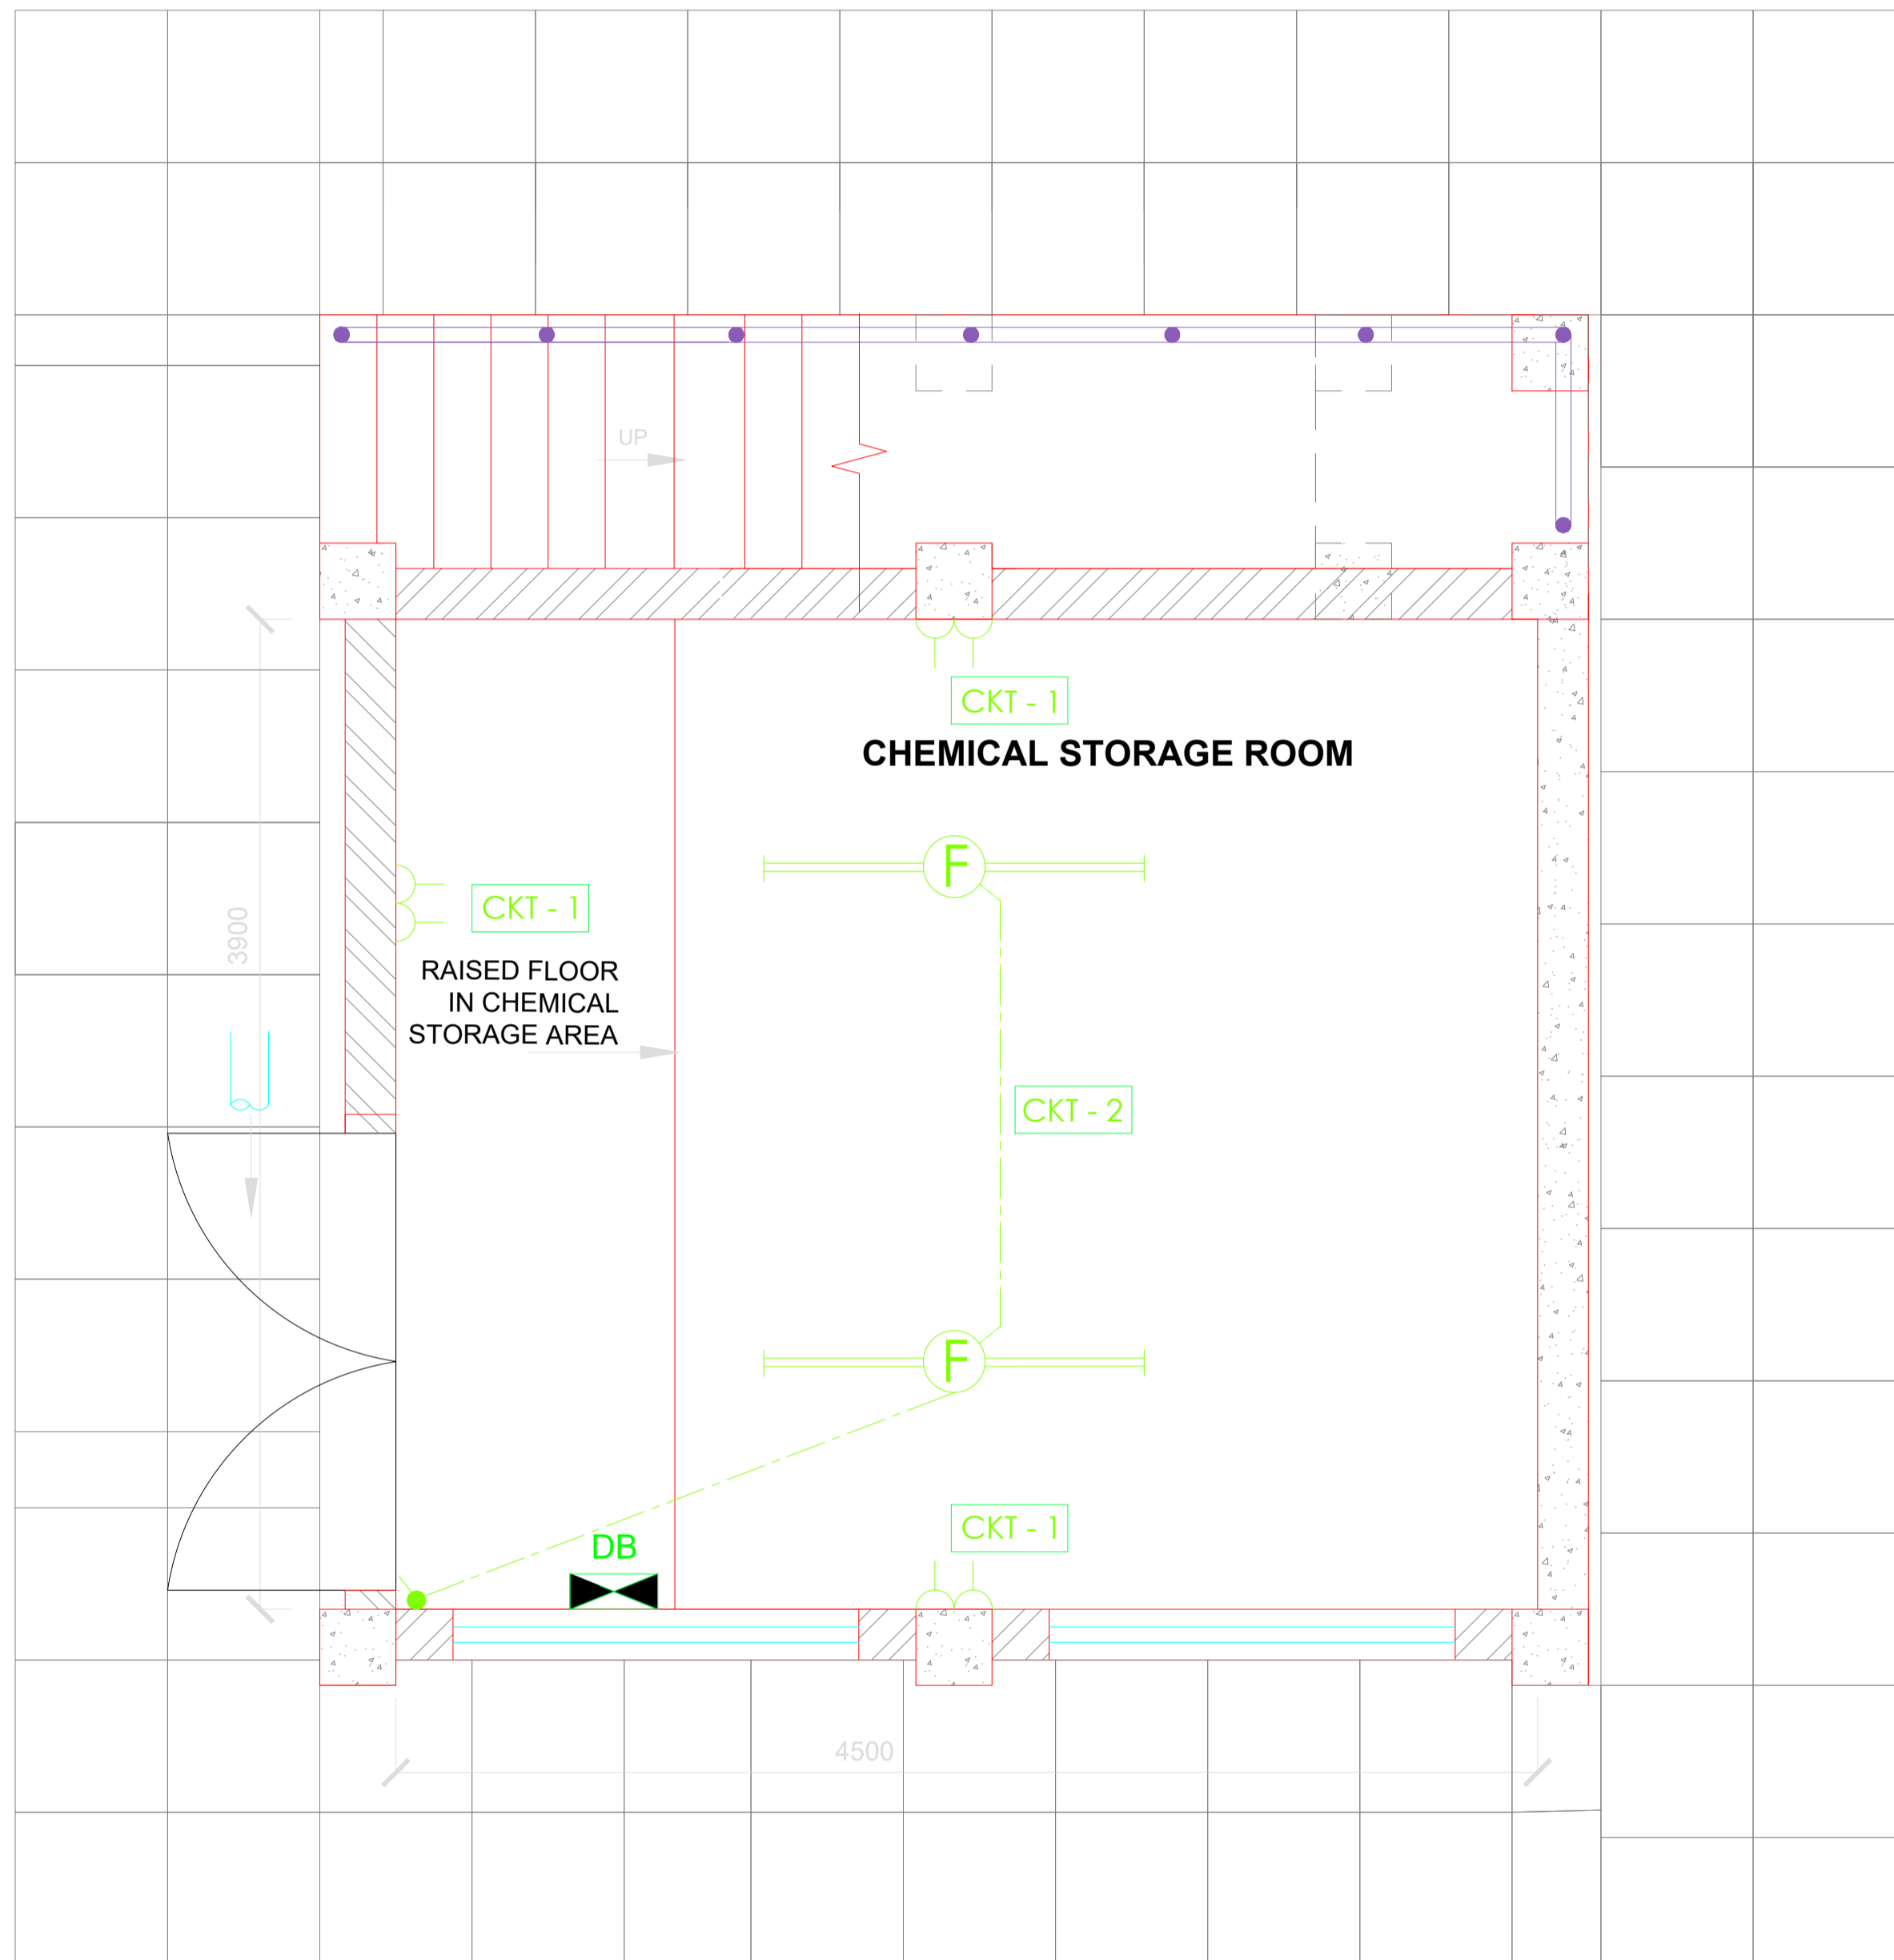 UP
CKT - 1
CHEMICAL STORAGE ROOM
F
CKT - 1
3900
RAISED FLOOR
IN CHEMICAL
STORAGE AREA
CKT - 2
F
CKT - 1
DB
4500